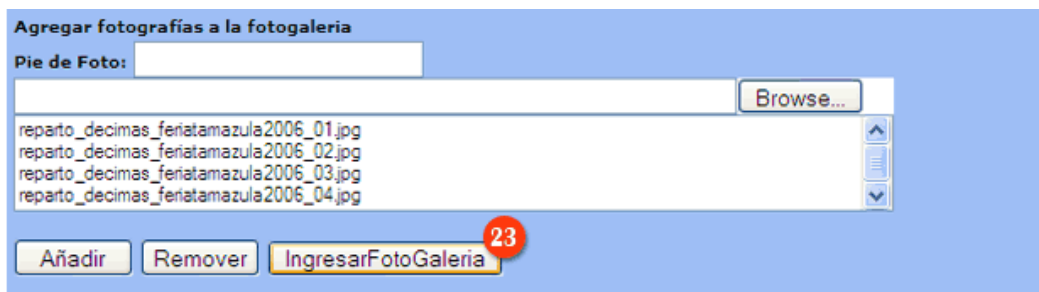 Agregar fotografías a la fotogaleria
Pie de Foto:
Browse...
reparto_decimas_feriatamazula2006_01.jpg
reparto_decimas_feriatamazula2006_02.jpg
reparto_decimas_feriatamazula2006_03.jpg
reparto_decimas_feriatamazula2006_04.jpg
23
Añadir Remover IngresarFotoGaleria